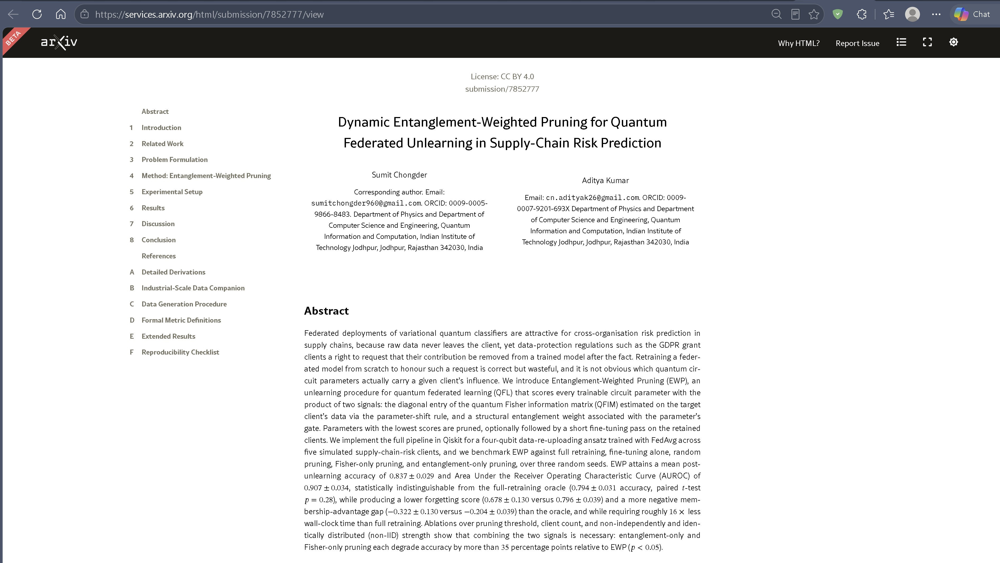 https://services.arxiv.org/html/submission/7852777/view
Chat
BETA
arXiv
Why HTML?
Report Issue
License: CC BY 4.0
submission/7852777
Abstract
1 Introduction
2 Related Work
3 Problem Formulation
4 Method: Entanglement-Weighted Pruning
5 Experimental Setup
6 Results
7 Discussion
8 Conclusion
References
A Detailed Derivations
B Industrial-Scale Data Companion
C Data Generation Procedure
D Formal Metric Definitions
E Extended Results
F Reproducibility Checklist
Dynamic Entanglement-Weighted Pruning for Quantum
Federated Unlearning in Supply-Chain Risk Prediction
Sumit Chongder
Corresponding author. Email:
sumitchongder960@gmail.com. ORCID: 0009-0005-
9866-8483. Department of Physics and Department of
Computer Science and Engineering, Quantum
Information and Computation, Indian Institute of
Technology Jodhpur, Jodhpur, Rajasthan 342030, India
Aditya Kumar
Email: cn.adityak26@gmail.com. ORCID: 0009-
0007-9201-693X Department of Physics and Department
of Computer Science and Engineering, Quantum
Information and Computation, Indian Institute of
Technology Jodhpur, Jodhpur, Rajasthan 342030, India
Abstract
Federated deployments of variational quantum classifiers are attractive for cross-organisation risk prediction in
supply chains, because raw data never leaves the client, yet data-protection regulations such as the GDPR grant
clients a right to request that their contribution be removed from a trained model after the fact. Retraining a feder-
ated model from scratch to honour such a request is correct but wasteful, and it is not obvious which quantum cir-
cuit parameters actually carry a given client's influence. We introduce Entanglement-Weighted Pruning (EWP), an
unlearning procedure for quantum federated learning (QFL) that scores every trainable circuit parameter with the
product of two signals: the diagonal entry of the quantum Fisher information matrix (QFIM) estimated on the target
client's data via the parameter-shift rule, and a structural entanglement weight associated with the parameter's
gate. Parameters with the lowest scores are pruned, optionally followed by a short fine-tuning pass on the retained
clients. We implement the full pipeline in Qiskit for a four-qubit data-re-uploading ansatz trained with FedAvg across
five simulated supply-chain-risk clients, and we benchmark EWP against full retraining, fine-tuning alone, random
pruning, Fisher-only pruning, and entanglement-only pruning, over three random seeds. EWP attains a mean post-
unlearning accuracy of 0.837 ± 0.029 and Area Under the Receiver Operating Characteristic Curve (AUROC) of
0.907 ± 0.034, statistically indistinguishable from the full-retraining oracle (0.794 ± 0.031 accuracy, paired t-test
p = 0.28), while producing a lower forgetting score (0.678 ± 0.130 versus 0.796 ± 0.039) and a more negative mem-
bership-advantage gap (−0.322 ± 0.130 versus −0.204 ± 0.039) than the oracle, and while requiring roughly 16 × less
wall-clock time than full retraining. Ablations over pruning threshold, client count, and non-independently and iden-
tically distributed (non-IID) strength show that combining the two signals is necessary: entanglement-only and
Fisher-only pruning each degrade accuracy by more than 35 percentage points relative to EWP (p < 0.05).